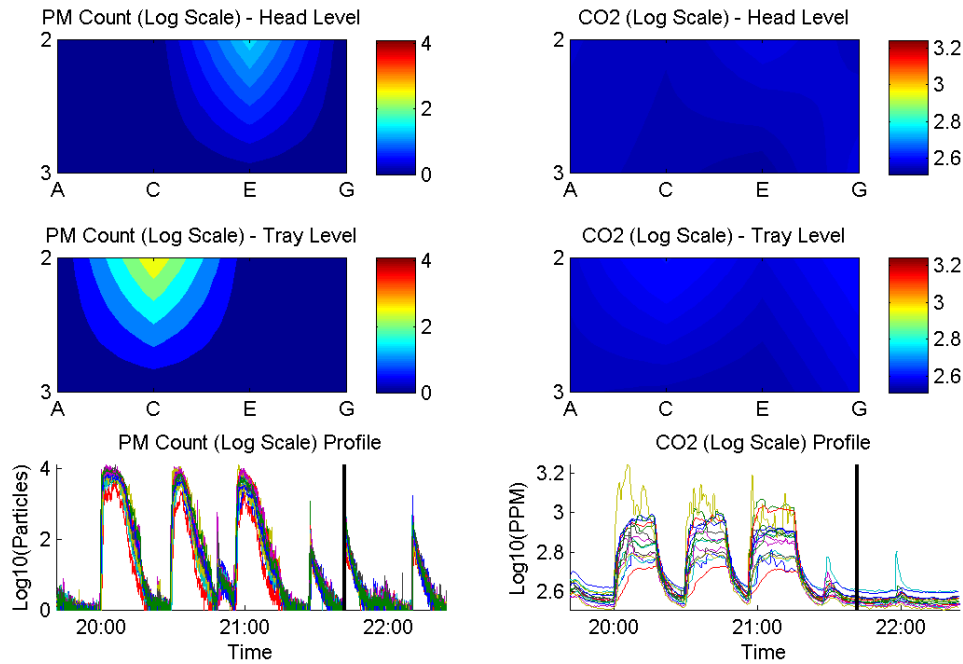 PM Count (Log Scale) - Head Level
2
3
A C E G
4
2
0
CO2 (Log Scale) - Head Level
2
3
A C E G
3.2
3
2.8
2.6
PM Count (Log Scale) - Tray Level
2
3
A C E G
4
2
0
CO2 (Log Scale) - Tray Level
2
3
A C E G
3.2
3
2.8
2.6
PM Count (Log Scale) Profile
Log10(Particles)
4
2
0
20:00 21:00 22:00
Time
CO2 (Log Scale) Profile
Log10(PPM)
3.2
3
2.8
2.6
20:00 21:00 22:00
Time